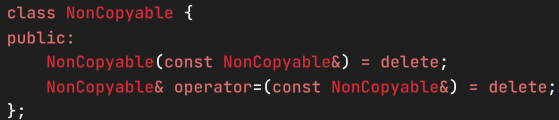 class NonCopyable {
public:
    NonCopyable(const NonCopyable&) = delete;
    NonCopyable& operator=(const NonCopyable&) = delete;
};